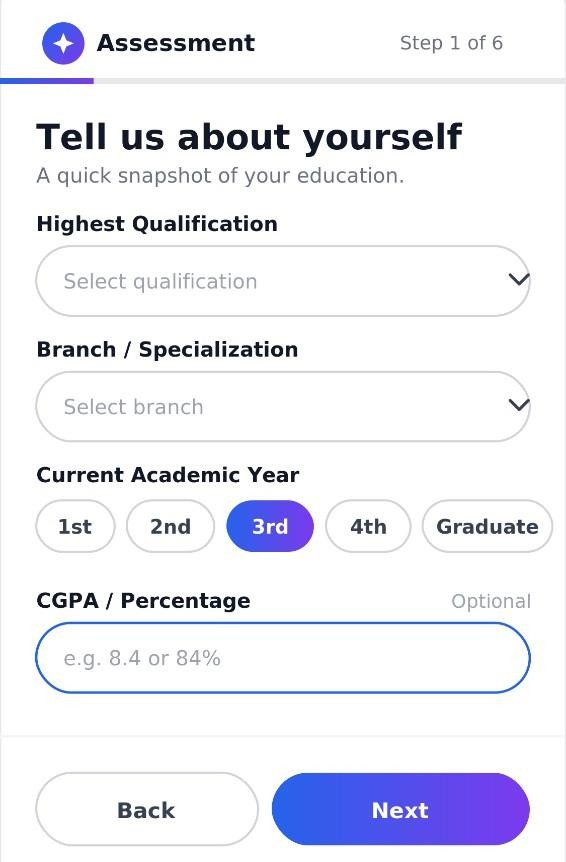 Assessment Step 1 of 6
Tell us about yourself
A quick snapshot of your education.
Highest Qualification
Select qualification
Branch / Specialization
Select branch
Current Academic Year
1st 2nd 3rd 4th Graduate
CGPA / Percentage Optional
e.g. 8.4 or 84%
Back Next